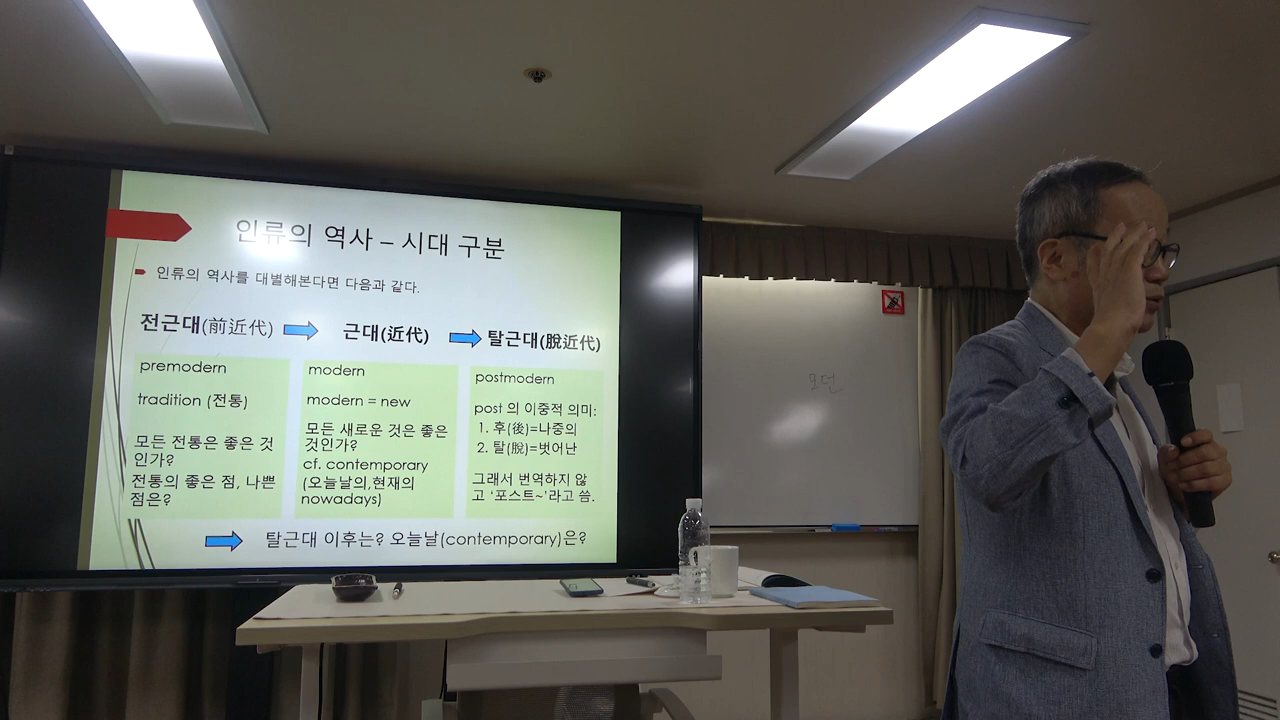 인류의 역사 – 시대 구분
인류의 역사를 대별해본다면 다음과 같다.
전근대(前近代)
근대(近代)
탈근대(脫近代)
premodern
tradition (전통)
모든 전통은 좋은 것
인가?
전통의 좋은 점, 나쁜
점은?
modern
modern = new
모든 새로운 것은 좋은
것인가?
cf. contemporary
(오늘날의,현재의
nowadays)
postmodern
post 의 이중적 의미:
1. 후(後)=나중의
2. 탈(脫)=벗어난
그래서 번역하지 않
고 '포스트~'라고 씀.
탈근대 이후는? 오늘날(contemporary)은?
모던